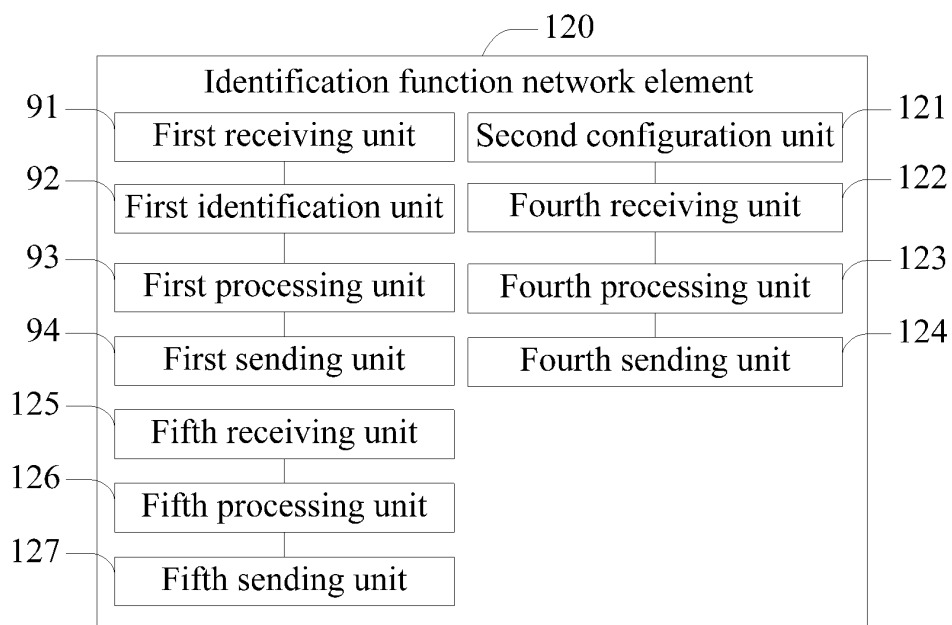 120
Identification function network element
91
First receiving unit
92
First identification unit
93
First processing unit
94
First sending unit
125
Fifth receiving unit
126
Fifth processing unit
127
Fifth sending unit
121
Second configuration unit
122
Fourth receiving unit
123
Fourth processing unit
124
Fourth sending unit